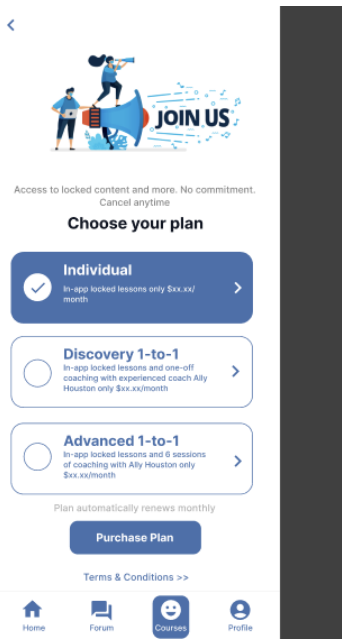 JOIN US
Access to locked content and more. No commitment.
Cancel anytime
Choose your plan
Individual
In-app locked lessons only $xx.xx/
month
Discovery 1-to-1
In-app locked lessons and one-off
coaching with experienced coach Ally
Houston only $xx.xx/month
Advanced 1-to-1
In-app locked lessons and 6 sessions
of coaching with Ally Houston only
$xx.xx/month
Plan automatically renews monthly
Purchase Plan
Terms & Conditions >>
Home
Forum
Courses
Profile